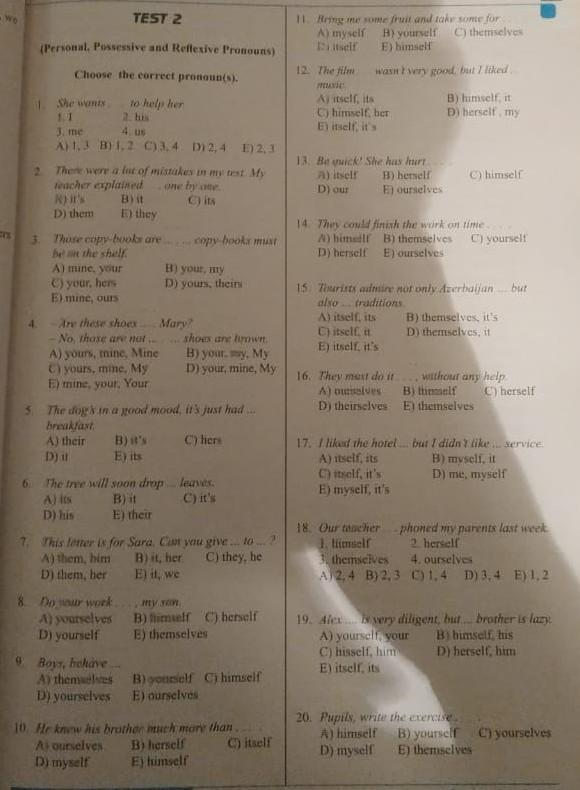 TEST 2
(Personal, Possessive and Reflexive Pronouns)
Choose the correct pronoun(s).
1. She wants . . to help her.
1. I 2. his
3. me 4. us
A) 1, 3 B) 1, 2 C) 3, 4 D) 2, 4 E) 2, 3
2. There were a lot of mistakes in my test. My
teacher explained . . one by one.
A) it's B) it C) its
D) them E) they
3. Those copy-books are ... . ... copy-books must
be on the shelf.
A) mine, your B) your, my
C) your, hers D) yours, theirs
E) mine, ours
4. – Are these shoes .... Mary?
– No, those are not ... . ... shoes are brown.
A) yours, mine, Mine B) your, my, My
C) yours, mine, My D) your, mine, My
E) mine, your, Your
5. The dog's in a good mood, it's just had ...
breakfast.
A) their B) it's C) hers
D) it E) its
6. The tree will soon drop ... leaves.
A) its B) it C) it's
D) his E) their
7. This letter is for Sara. Can you give ... to ... ?
A) them, him B) it, her C) they, he
D) them, her E) it, we
8. Do your work . . . , my son.
A) yourselves B) himself C) herself
D) yourself E) themselves
9. Boys, behave ...
A) themselves B) yourself C) himself
D) yourselves E) ourselves
10. He knew his brother much more than . . . .
A) ourselves B) herself C) itself
D) myself E) himself
11. Bring me some fruit and take some for . . .
A) myself B) yourself C) themselves
D) itself E) himself
12. The film . . wasn't very good, but I liked ...
music.
A) itself, its B) himself, it
C) himself, her D) herself, my
E) itself, it's
13. Be quick! She has hurt . . . .
A) itself B) herself C) himself
D) our E) ourselves
14. They could finish the work on time . . . .
A) himself B) themselves C) yourself
D) herself E) ourselves
15. Tourists admire not only Azerbaijan ... but
also ... traditions.
A) itself, its B) themselves, it's
C) itself, it D) themselves, it
E) itself, it's
16. They must do it . . . , without any help.
A) ourselves B) himself C) herself
D) theirselves E) themselves
17. I liked the hotel ... but I didn't like ... service.
A) itself, its B) myself, it
C) itself, it's D) me, myself
E) myself, it's
18. Our teacher . . . phoned my parents last week.
1. himself 2. herself
3. themselves 4. ourselves
A) 2, 4 B) 2, 3 C) 1, 4 D) 3, 4 E) 1, 2
19. Alex .... is very diligent, but ... brother is lazy.
A) yourself, your B) himself, his
C) hisself, him D) herself, him
E) itself, its
20. Pupils, write the exercise . .
A) himself B) yourself C) yourselves
D) myself E) themselves